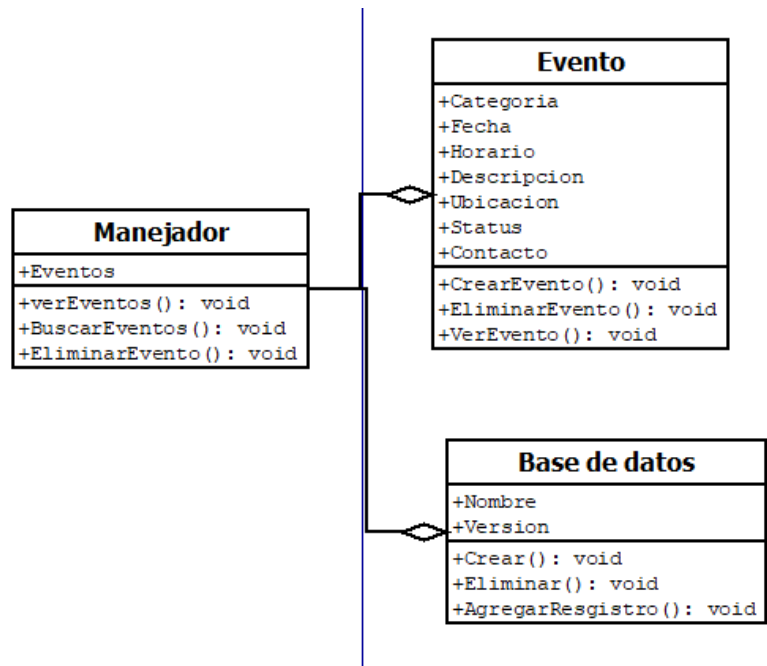 Evento
+Categoria
+Fecha
+Horario
+Descripcion
+Ubicacion
+Status
+Contacto
+CrearEvento(): void
+EliminarEvento(): void
+VerEvento(): void
Manejador
+Eventos
+verEventos(): void
+BuscarEventos(): void
+EliminarEvento(): void
Base de datos
+Nombre
+Version
+Crear(): void
+Eliminar(): void
+AgregarResgistro(): void